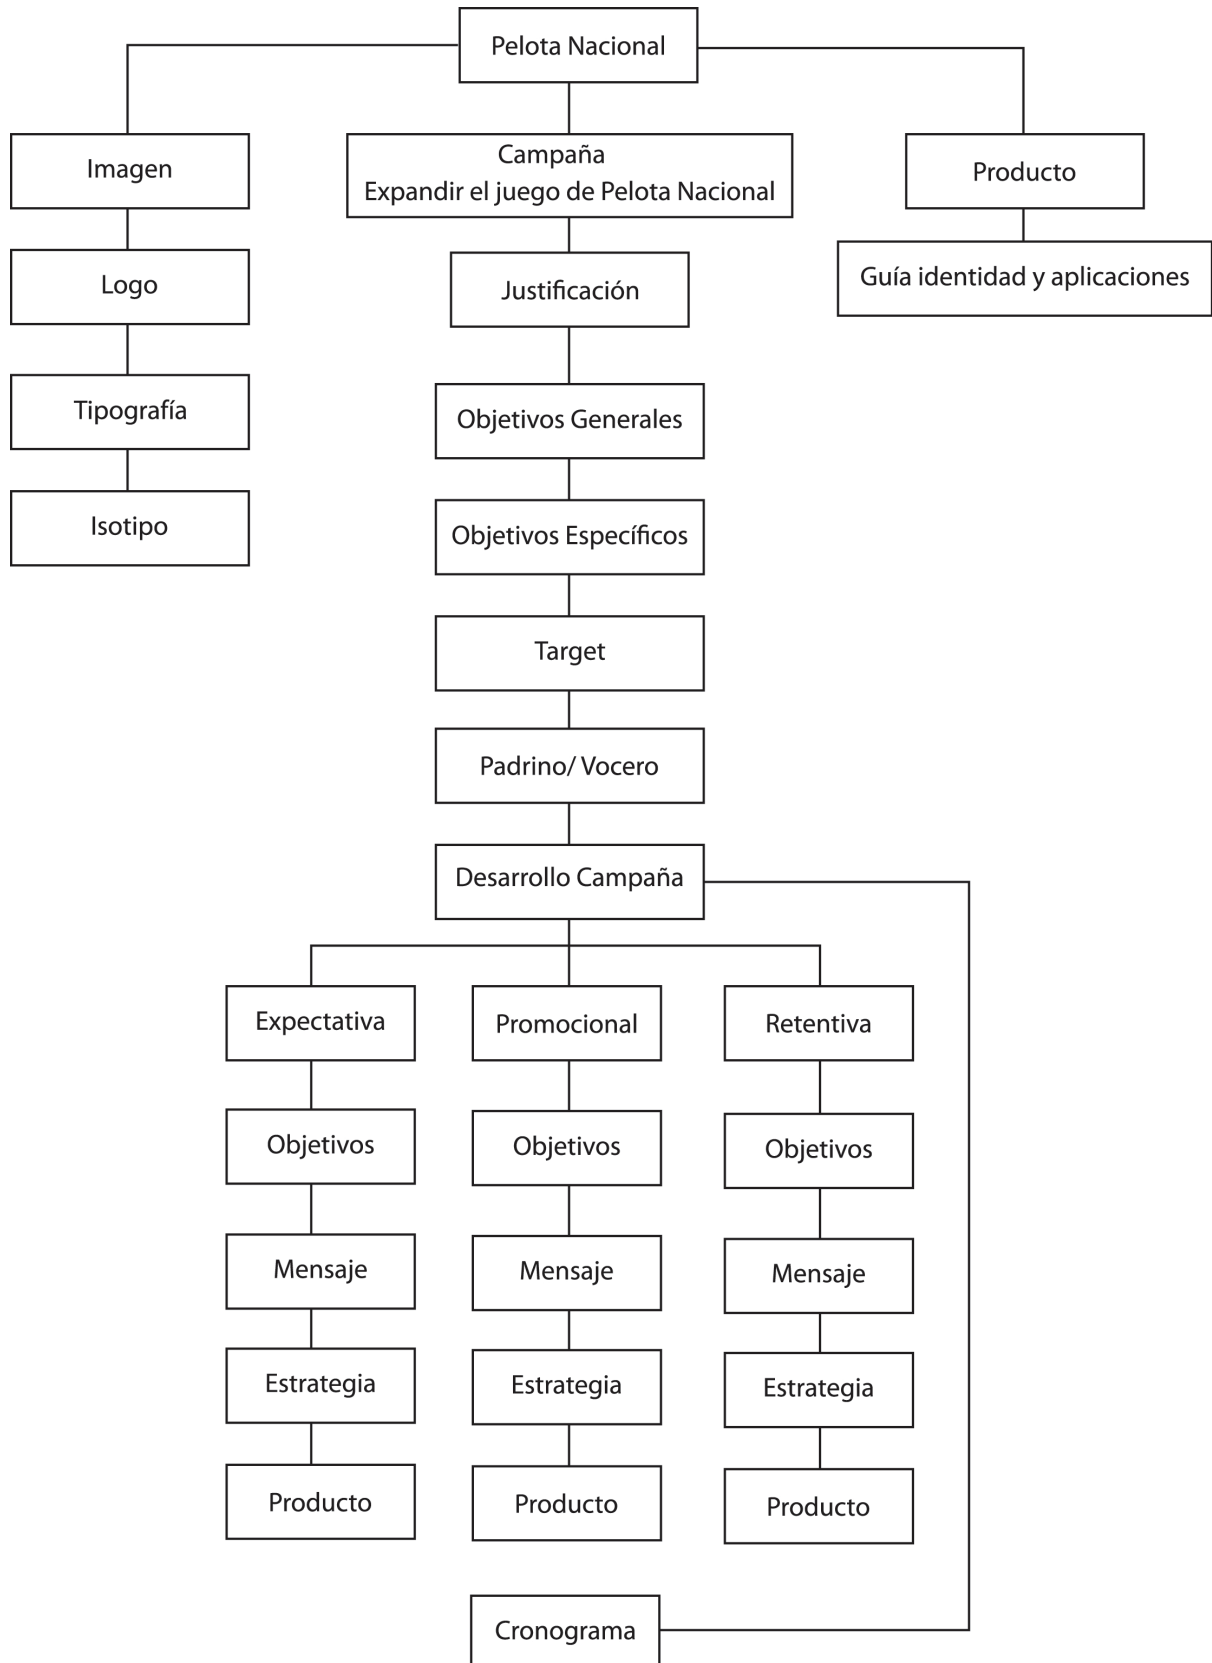 Pelota Nacional
Imagen
Logo
Tipografía
Isotipo
Campaña
Expandir el juego de Pelota Nacional
Justificación
Objetivos Generales
Objetivos Específicos
Target
Padrino/ Vocero
Desarrollo Campaña
Producto
Guía identidad y aplicaciones
Expectativa
Objetivos
Mensaje
Estrategia
Producto
Promocional
Objetivos
Mensaje
Estrategia
Producto
Retentiva
Objetivos
Mensaje
Estrategia
Producto
Cronograma